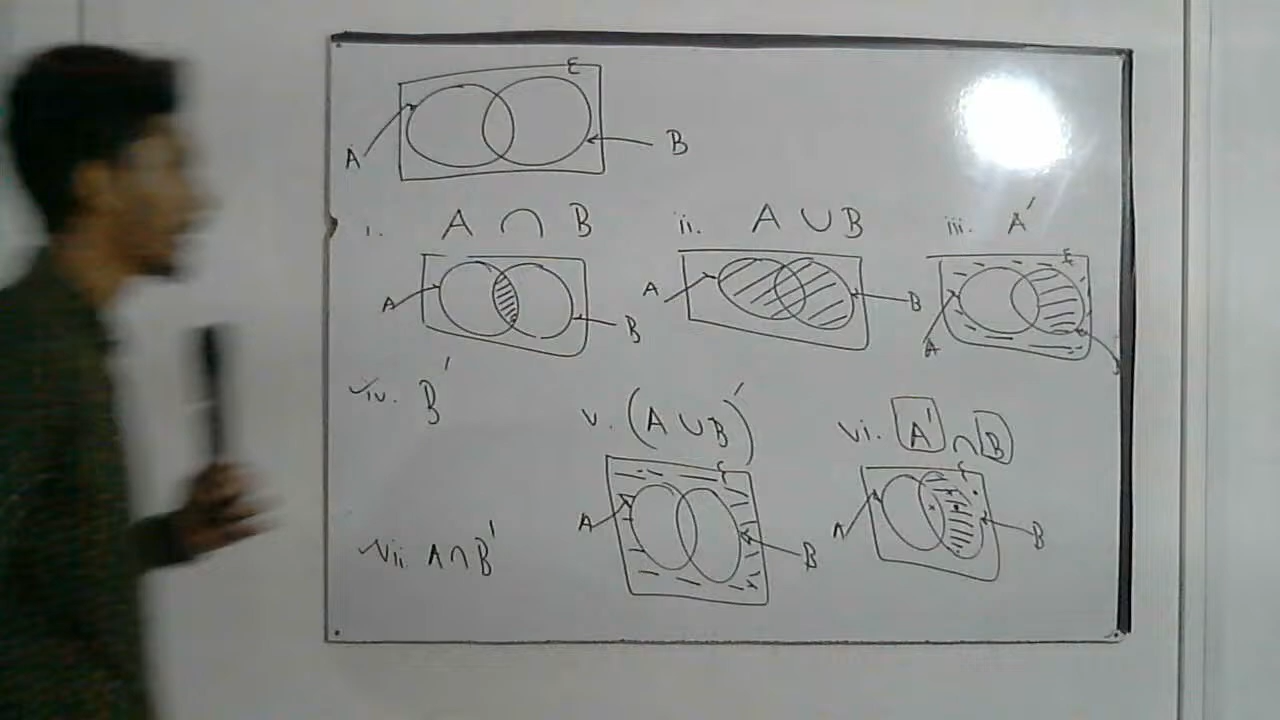 E
A
B
i. A ∩ B
A
B
ii. A ∪ B
A
B
iii. A'
E
A
iv. B'
v. (A ∪ B)'
A
B
vi. A' ∩ B
A
B
vii. A ∩ B'